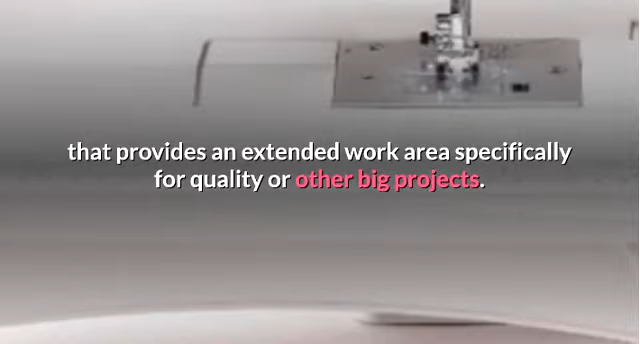 that provides an extended work area specifically
for quality or other big projects.